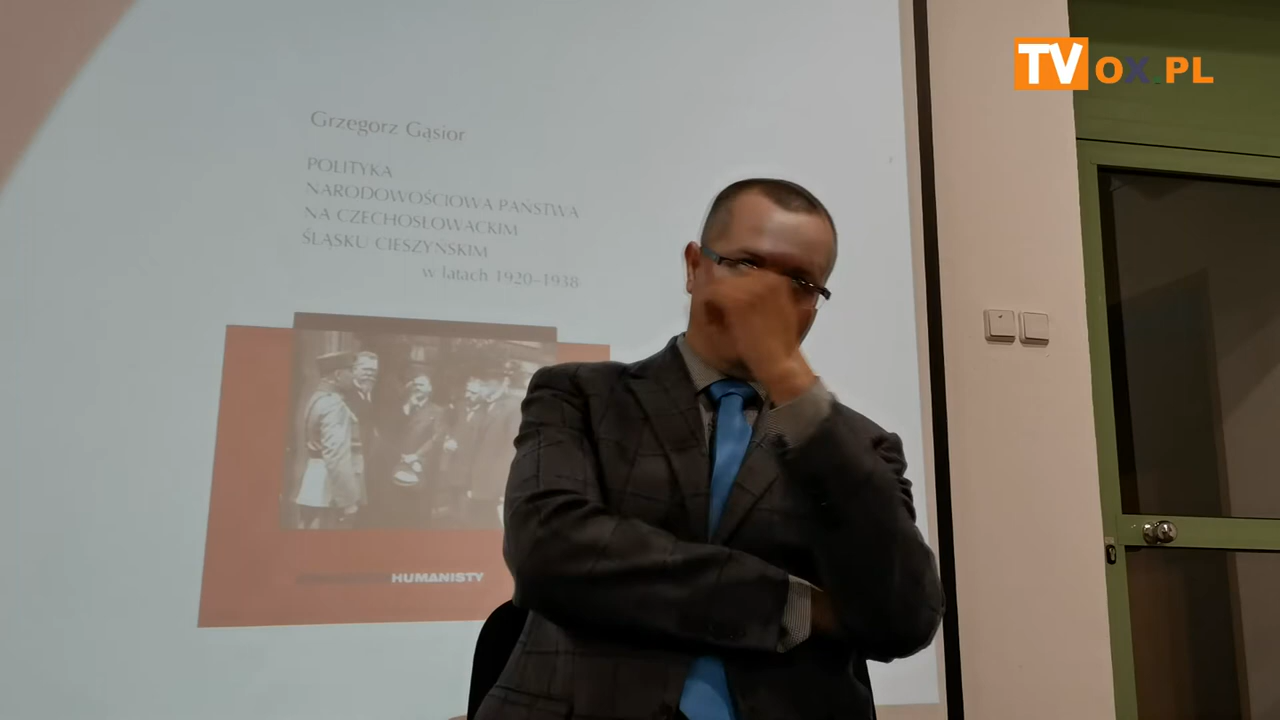 TVOX.PL
Grzegorz Gąsior
POLITYKA
NARODOWOŚCIOWA PAŃSTWA
NA CZECHOSŁOWACKIM
ŚLĄSKU CIESZYŃSKIM
w latach 1920–1938
HUMANISTY